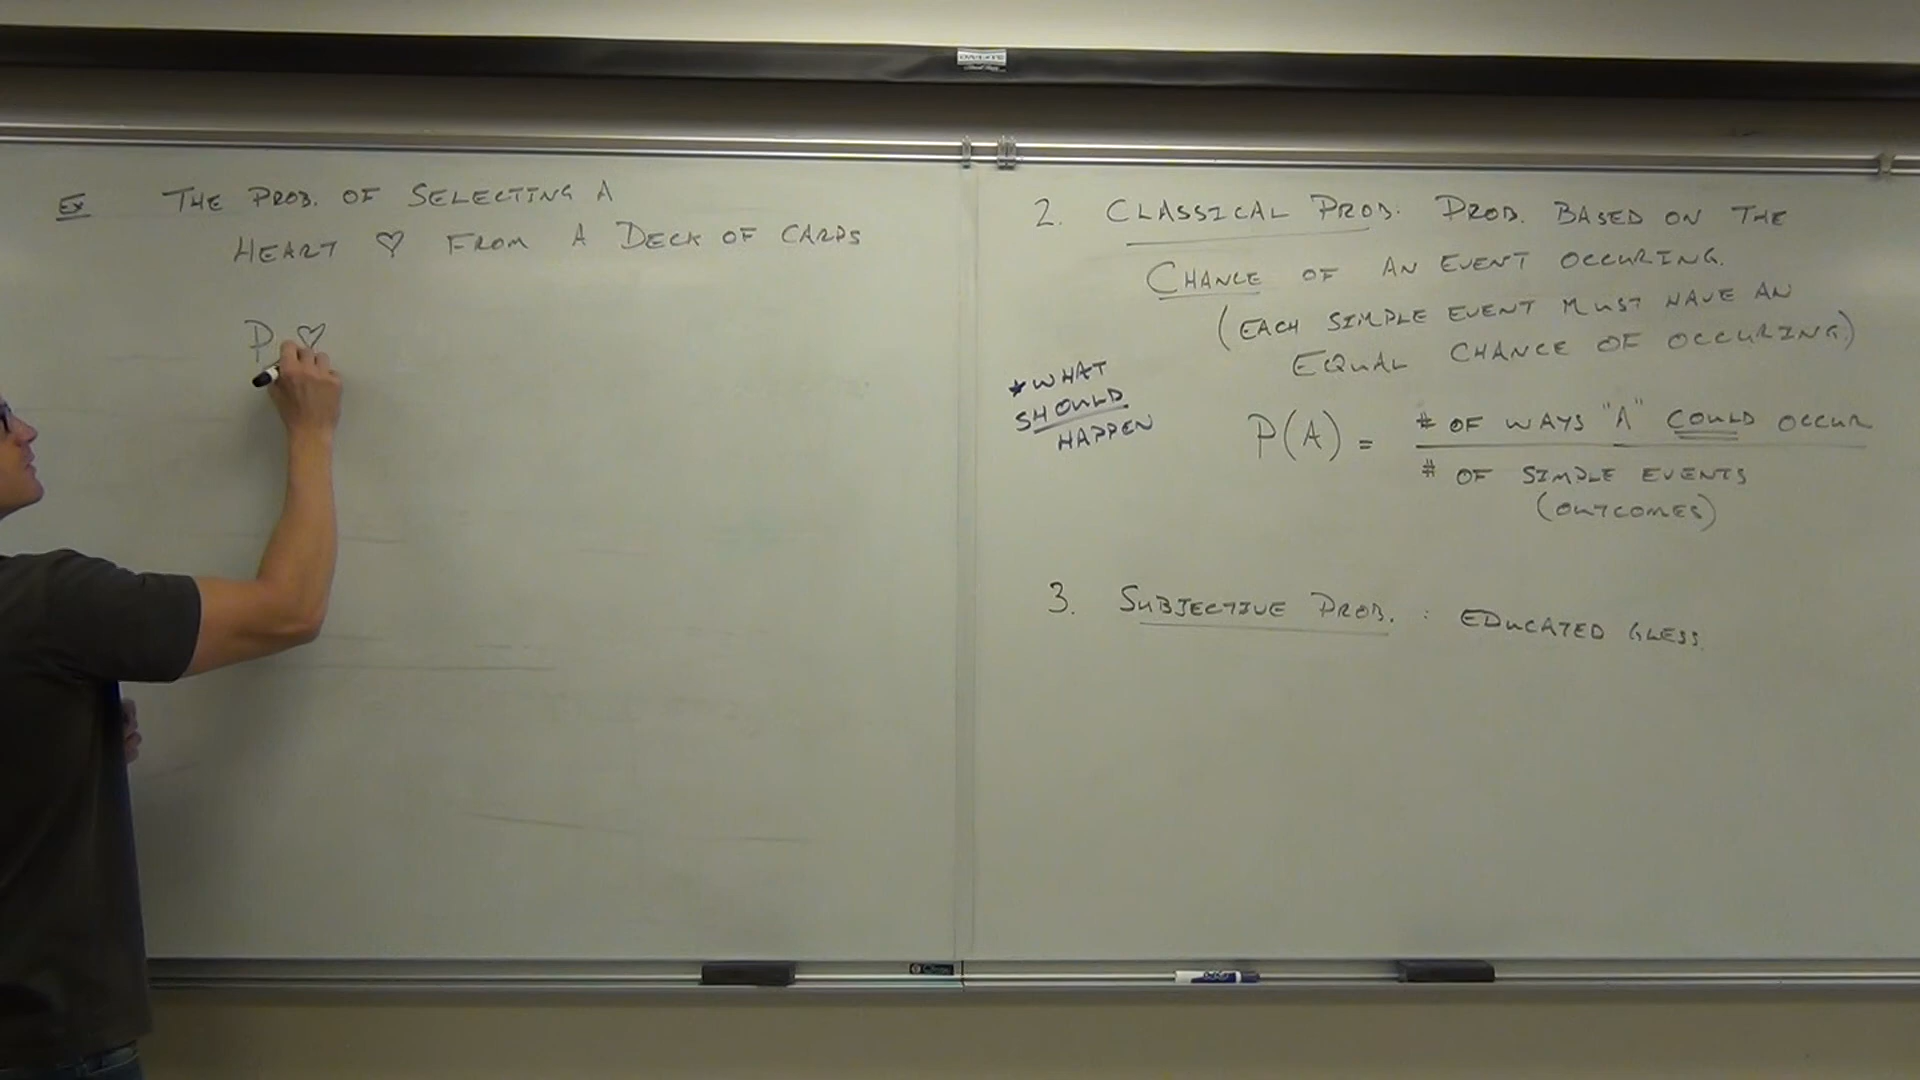 Ex THE PROB. OF SELECTING A
HEART ♡ FROM A DECK OF CARDS
P ♡
2. CLASSICAL PROB. PROB. BASED ON THE
CHANCE OF AN EVENT OCCURING.
(EACH SIMPLE EVENT MUST HAVE AN
EQUAL CHANCE OF OCCURING.)
★ WHAT
SHOULD
HAPPEN
P(A) = # OF WAYS "A" COULD OCCUR
# OF SIMPLE EVENTS
(OUTCOMES)
3. SUBJECTIVE PROB. : EDUCATED GUESS.